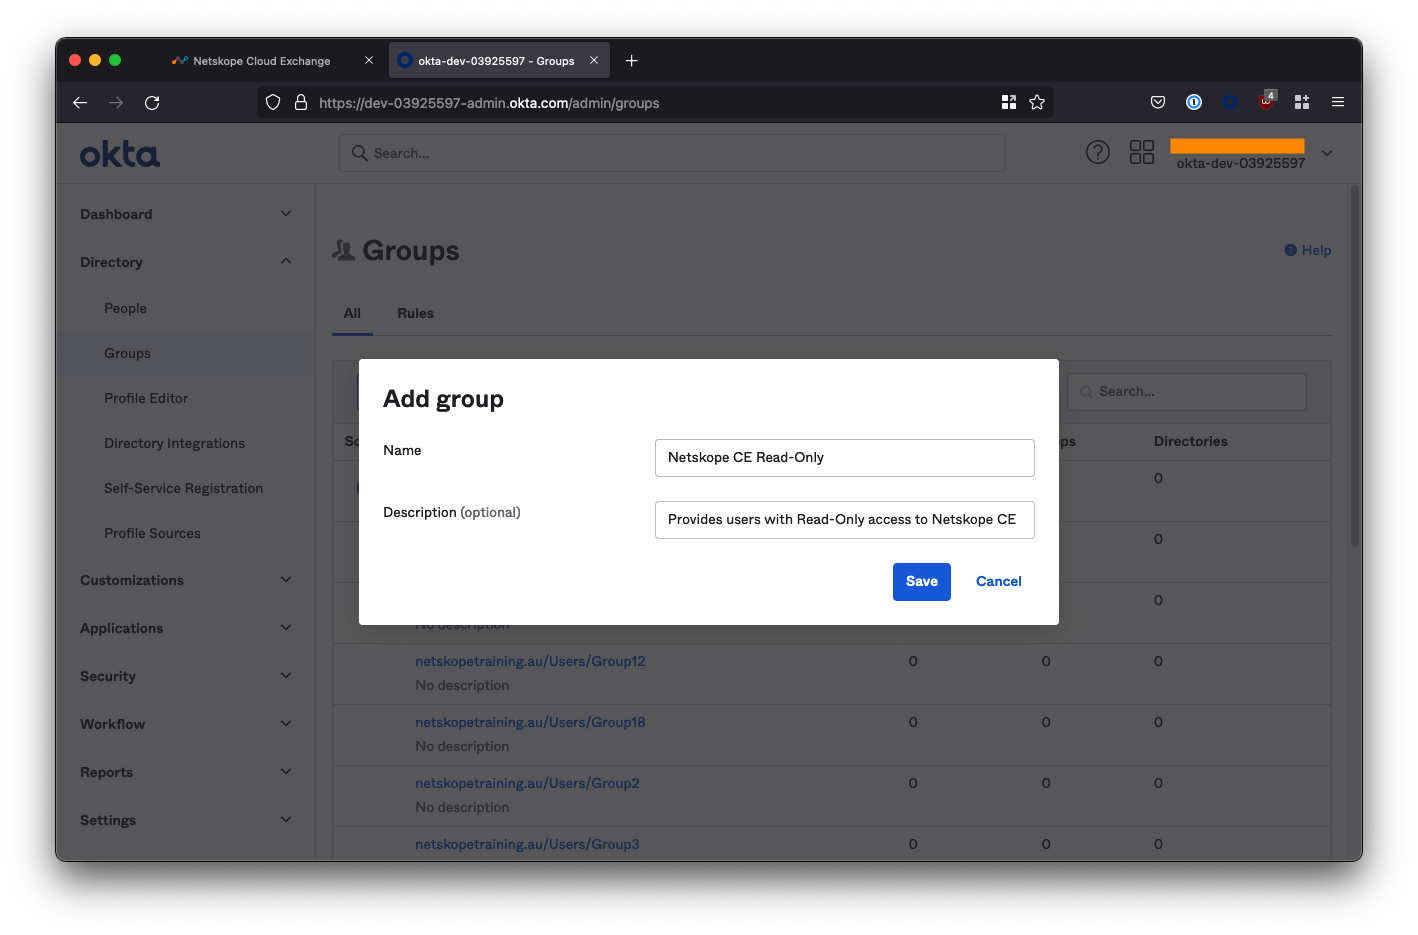 Netskope Cloud Exchange
okta-dev-03925597 - Groups
https://dev-03925597-admin.okta.com/admin/groups
4
okta
Search...
okta-dev-03925597
Dashboard
Directory
People
Groups
Profile Editor
Directory Integrations
Self-Service Registration
Profile Sources
Customizations
Applications
Security
Workflow
Reports
Settings
Groups
Help
All
Rules
Search...
Directories
0
0
0
Add group
Name
Netskope CE Read-Only
Description (optional)
Provides users with Read-Only access to Netskope CE
Save
Cancel
No description
netskopetraining.au/Users/Group12 0 0 0
No description
netskopetraining.au/Users/Group18 0 0 0
No description
netskopetraining.au/Users/Group2 0 0 0
No description
netskopetraining.au/Users/Group3 0 0 0